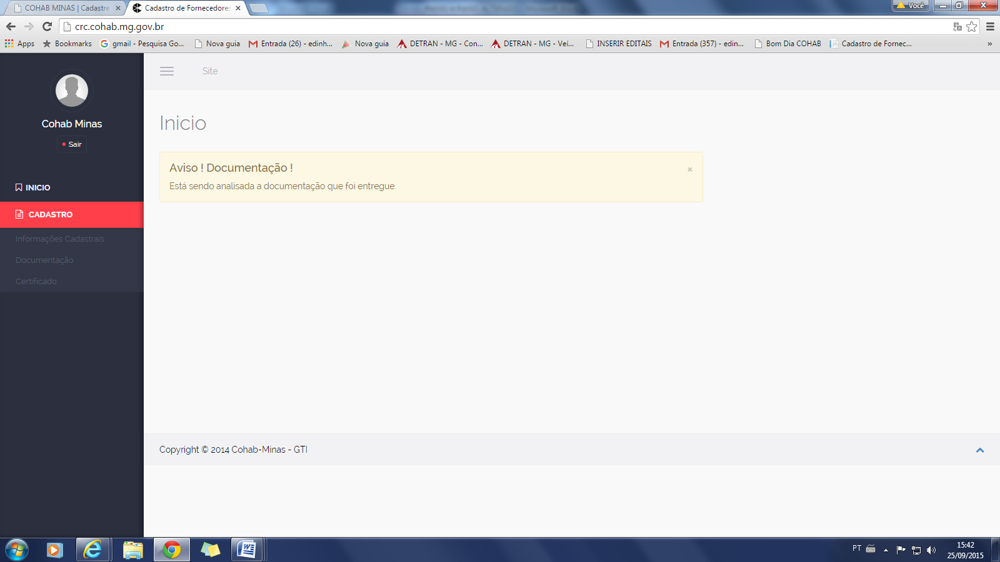 COHAB MINAS | Cadastre
Cadastro de Fornecedores
Você
crc.cohab.mg.gov.br
Apps
Bookmarks
gmail - Pesquisa Go...
Nova guia
Entrada (26) - edinh...
Nova guia
DETRAN - MG - Con...
DETRAN - MG - Veí...
INSERIR EDITAIS
Entrada (357) - edin...
Bom Dia COHAB
Cadastro de Fornec...
»
Cohab Minas
Sair
INICIO
CADASTRO
Informações Cadastrais
Documentação
Certificado
Site
Inicio
Aviso ! Documentação !
×
Está sendo analisada a documentação que foi entregue.
Copyright © 2014 Cohab-Minas - GTI
PT
15:42
25/09/2015